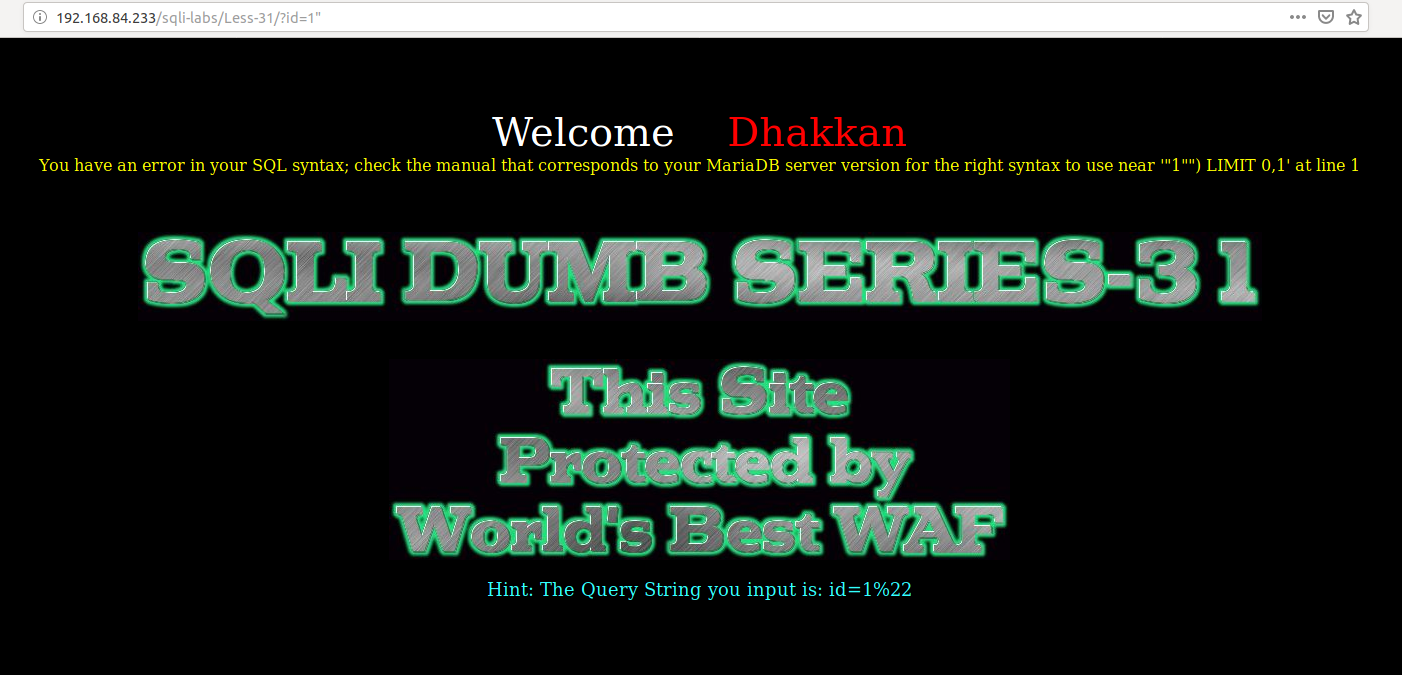 192.168.84.233/sqli-labs/Less-31/?id=1"
Welcome Dhakkan
You have an error in your SQL syntax; check the manual that corresponds to your MariaDB server version for the right syntax to use near '"1"") LIMIT 0,1' at line 1
SQLI DUMB SERIES-31
This Site
Protected by
World's Best WAF
Hint: The Query String you input is: id=1%22